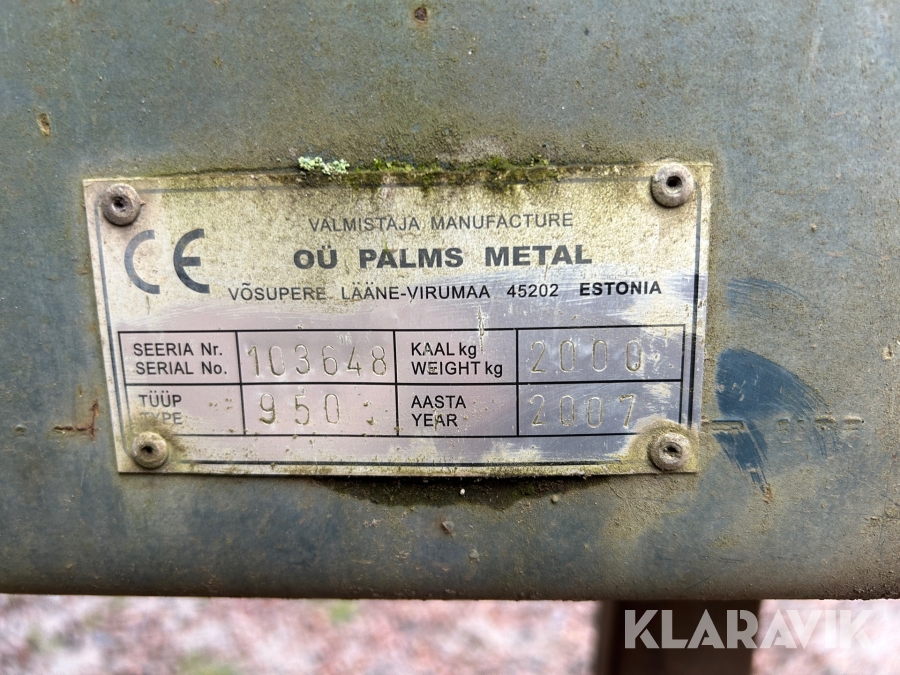 VALMISTAJA MANUFACTURE
CE OÜ PALMS METAL
VÕSUPERE LÄÄNE-VIRUMAA 45202 ESTONIA
SEERIA Nr. 103648 KAAL kg 2000
SERIAL No. WEIGHT kg
TÜÜP 950 AASTA 2007
TYPE YEAR
KLARAVIK